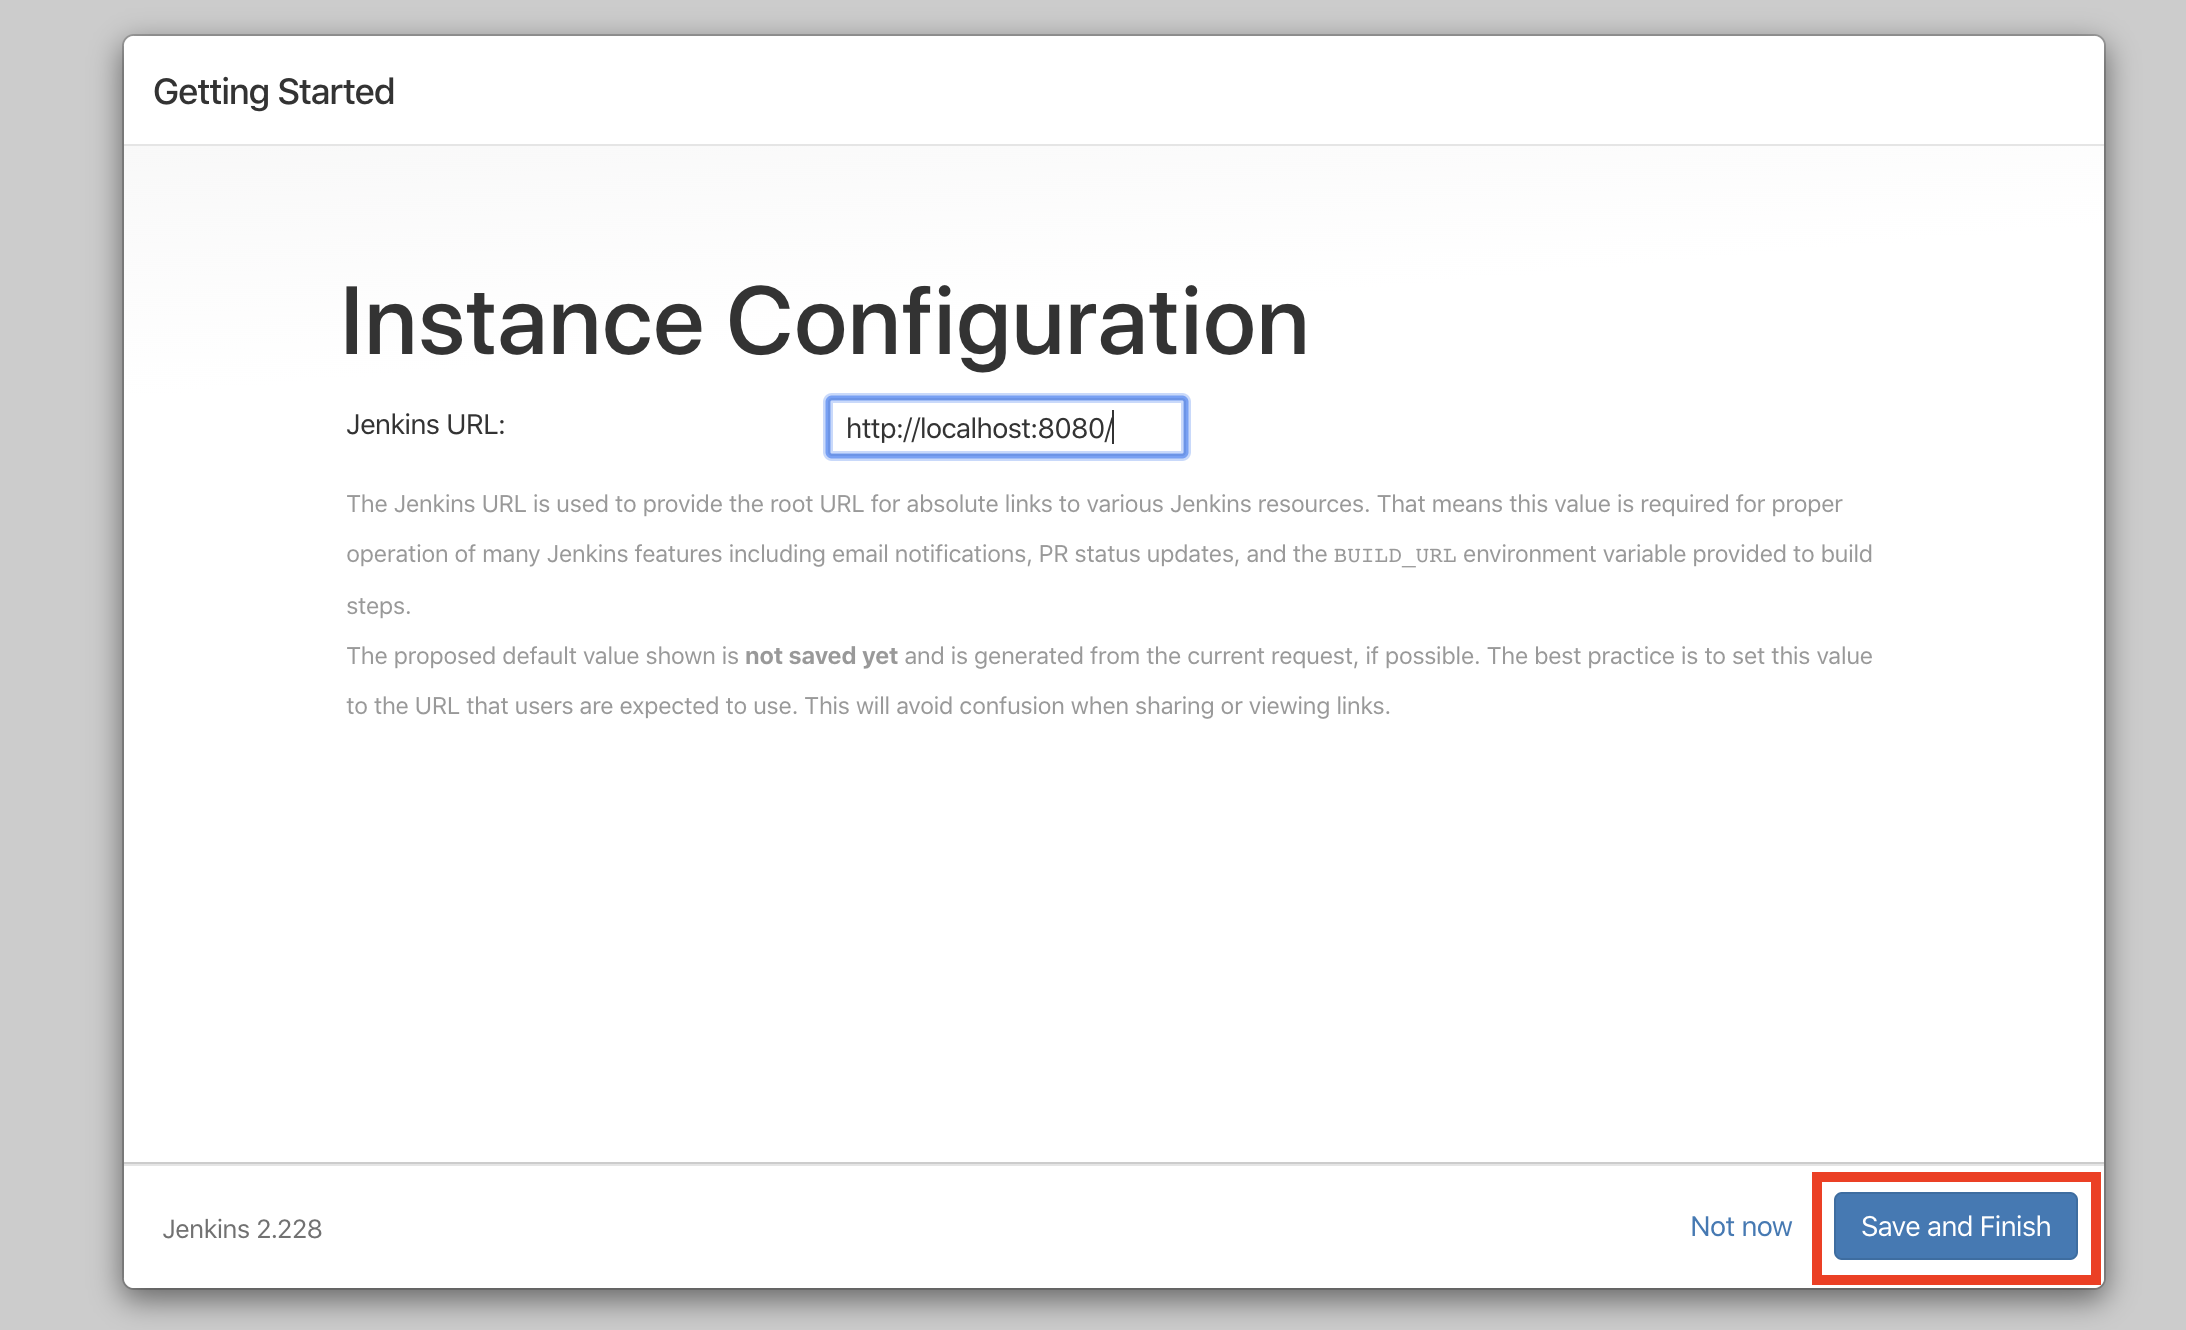 Getting Started
Instance Configuration
Jenkins URL:
http://localhost:8080/
The Jenkins URL is used to provide the root URL for absolute links to various Jenkins resources. That means this value is required for proper
operation of many Jenkins features including email notifications, PR status updates, and the BUILD_URL environment variable provided to build
steps.
The proposed default value shown is not saved yet and is generated from the current request, if possible. The best practice is to set this value
to the URL that users are expected to use. This will avoid confusion when sharing or viewing links.
Jenkins 2.228
Not now
Save and Finish